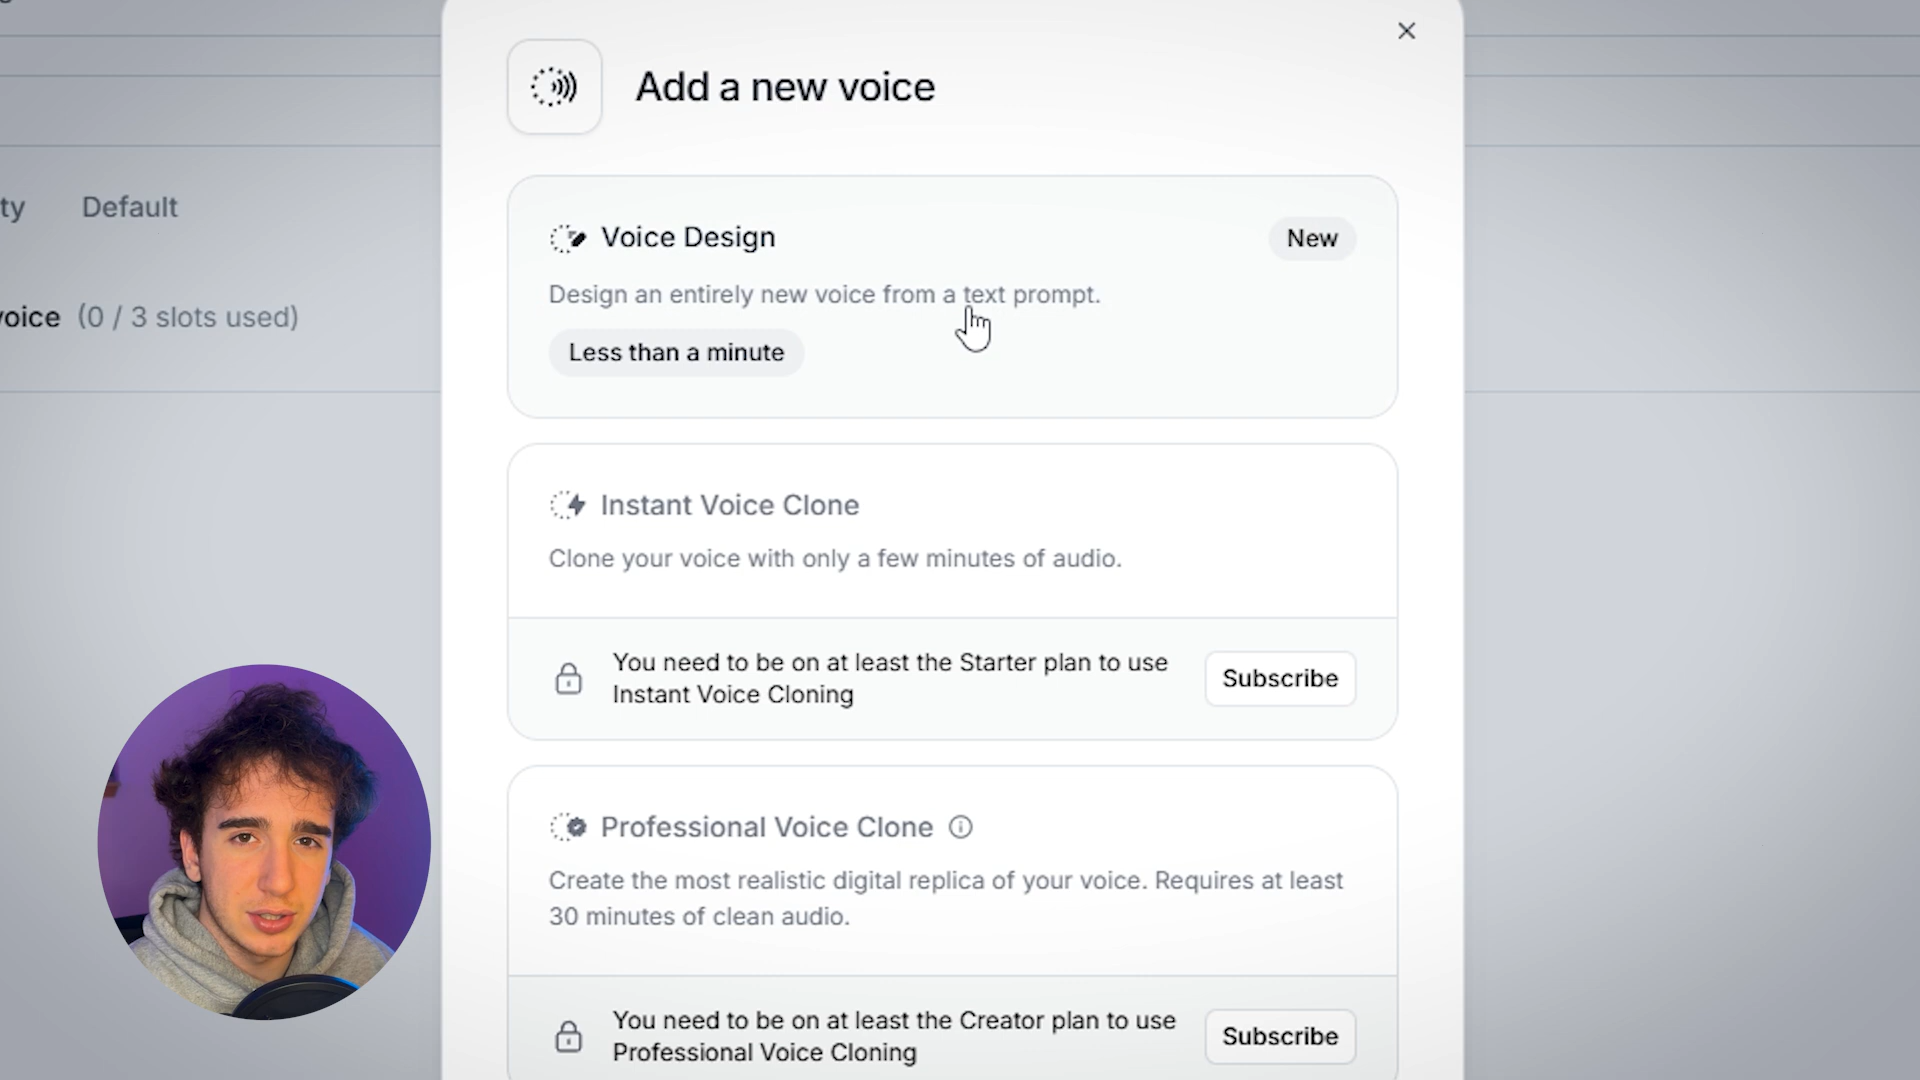 Add a new voice
Voice Design
New
Design an entirely new voice from a text prompt.
Less than a minute
ty
Default
voice (0 / 3 slots used)
Instant Voice Clone
Clone your voice with only a few minutes of audio.
You need to be on at least the Starter plan to use
Instant Voice Cloning
Subscribe
Professional Voice Clone
Create the most realistic digital replica of your voice. Requires at least
30 minutes of clean audio.
You need to be on at least the Creator plan to use
Professional Voice Cloning
Subscribe